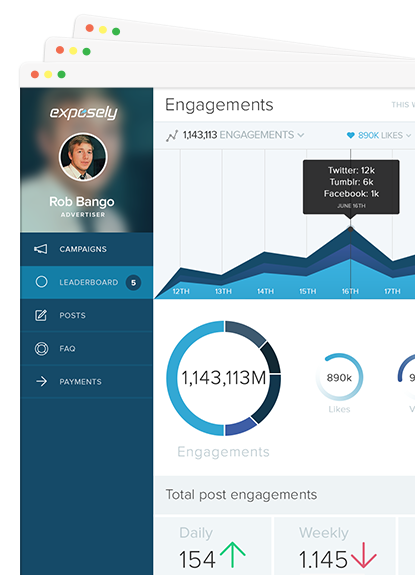 exposely
Rob Bango
ADVERTISER
CAMPAIGNS
LEADERBOARD 5
POSTS
FAQ
PAYMENTS
Engagements
THIS
1,143,113 ENGAGEMENTS
890K LIKES
Twitter: 12k
Tumblr: 6k
Facebook: 1k
JUNE 16TH
12TH 13TH 14TH 15TH 16TH 17TH
1,143,113M
Engagements
890k
Likes
Total post engagements
Daily
154
Weekly
1.145